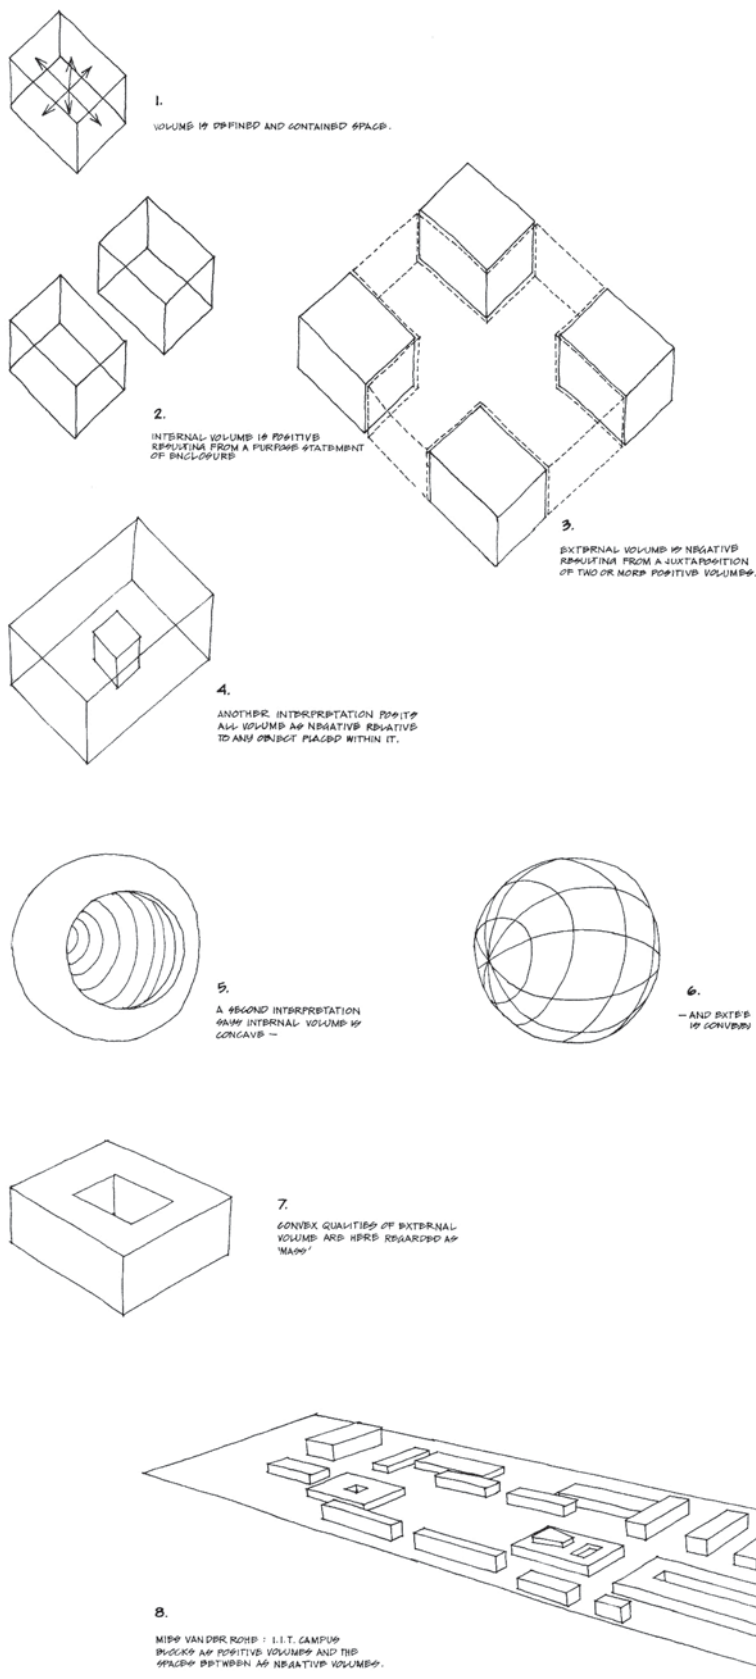 1.
VOLUME IS DEFINED AND CONTAINED SPACE.
2.
INTERNAL VOLUME IS POSITIVE
RESULTING FROM A PURPOSE STATEMENT
OF ENCLOSURE
3.
EXTERNAL VOLUME IS NEGATIVE
RESULTING FROM A JUXTAPOSITION
OF TWO OR MORE POSITIVE VOLUMES.
4.
ANOTHER INTERPRETATION POSITS
ALL VOLUME AS NEGATIVE RELATIVE
TO ANY OBJECT PLACED WITHIN IT.
5.
A SECOND INTERPRETATION
SAYS INTERNAL VOLUME IS
CONCAVE —
6.
— AND
IS
7.
CONVEX QUALITIES OF EXTERNAL
VOLUME ARE HERE REGARDED AS
'MASS'
8.
MIES VAN DER ROHE : I.I.T. CAMPUS
BLOCKS AS POSITIVE VOLUMES AND THE
SPACES BETWEEN AS NEGATIVE VOLUMES.